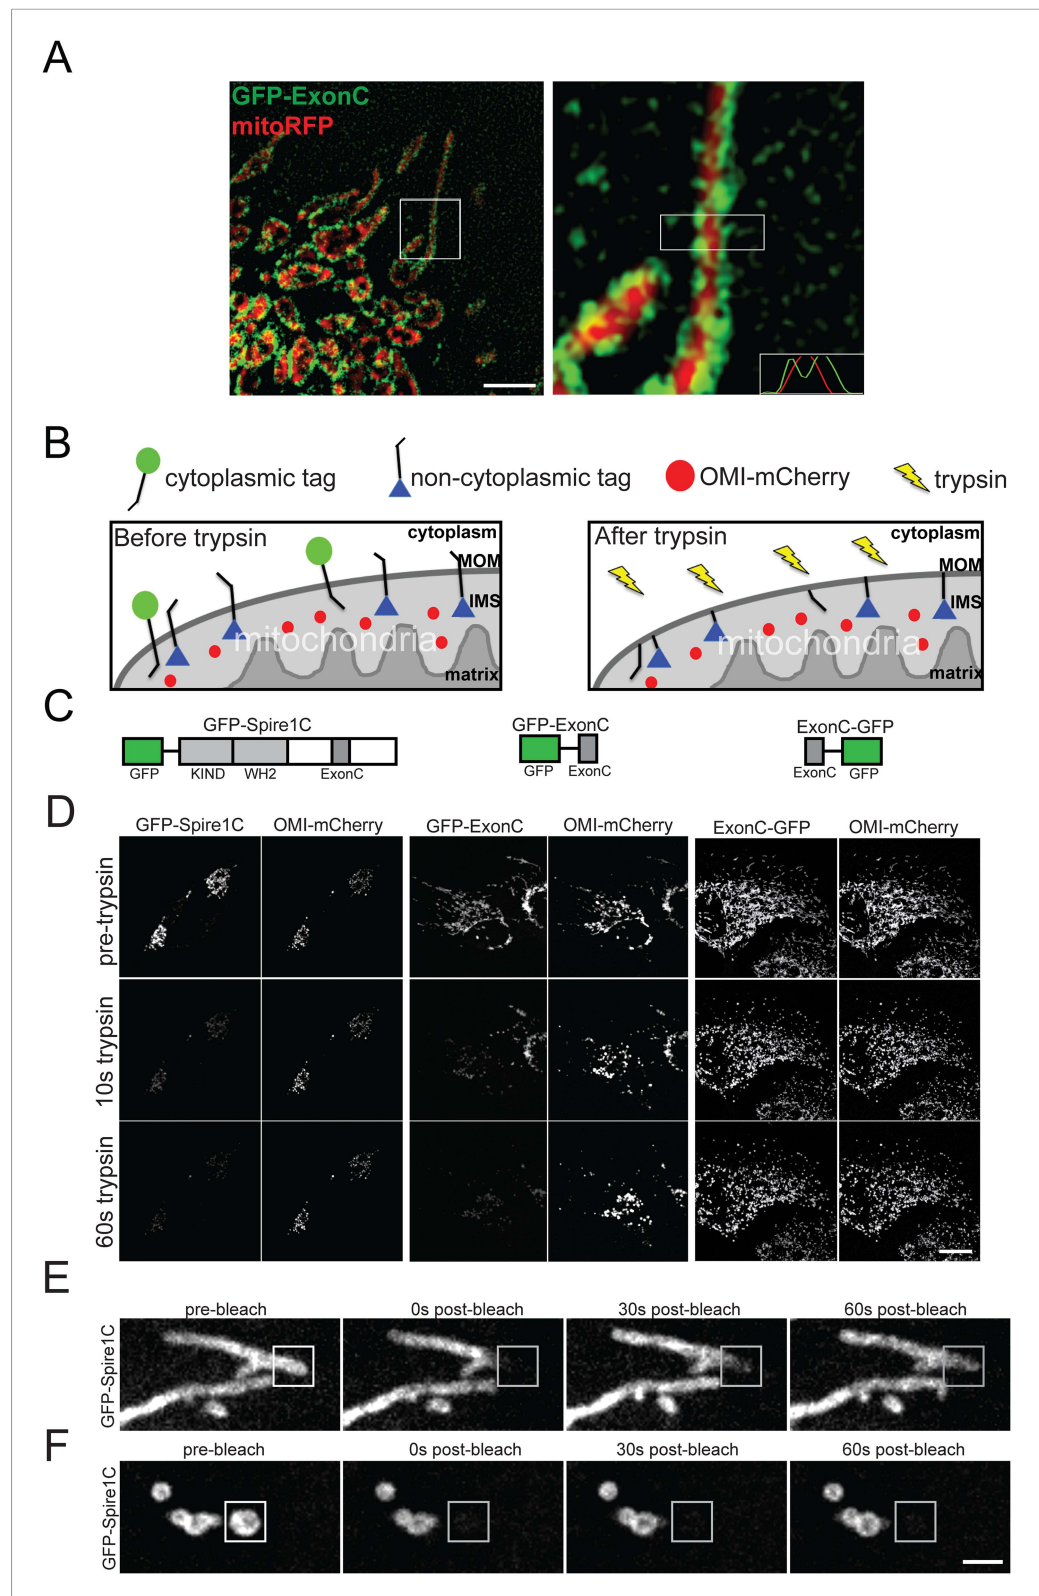 A
GFP-ExonC
mitoRFP
B
cytoplasmic tag
non-cytoplasmic tag
OMI-mCherry
trypsin
Before trypsin
cytoplasm
MOM
IMS
mitochondria
matrix
After trypsin
cytoplasm
MOM
IMS
mitochondria
matrix
C
GFP-Spire1C
GFP KIND WH2 ExonC
GFP-ExonC
GFP ExonC
ExonC-GFP
ExonC GFP
D
GFP-Spire1C OMI-mCherry GFP-ExonC OMI-mCherry ExonC-GFP OMI-mCherry
pre-trypsin
10s trypsin
60s trypsin
E
pre-bleach 0s post-bleach 30s post-bleach 60s post-bleach
GFP-Spire1C
F
pre-bleach 0s post-bleach 30s post-bleach 60s post-bleach
GFP-Spire1C